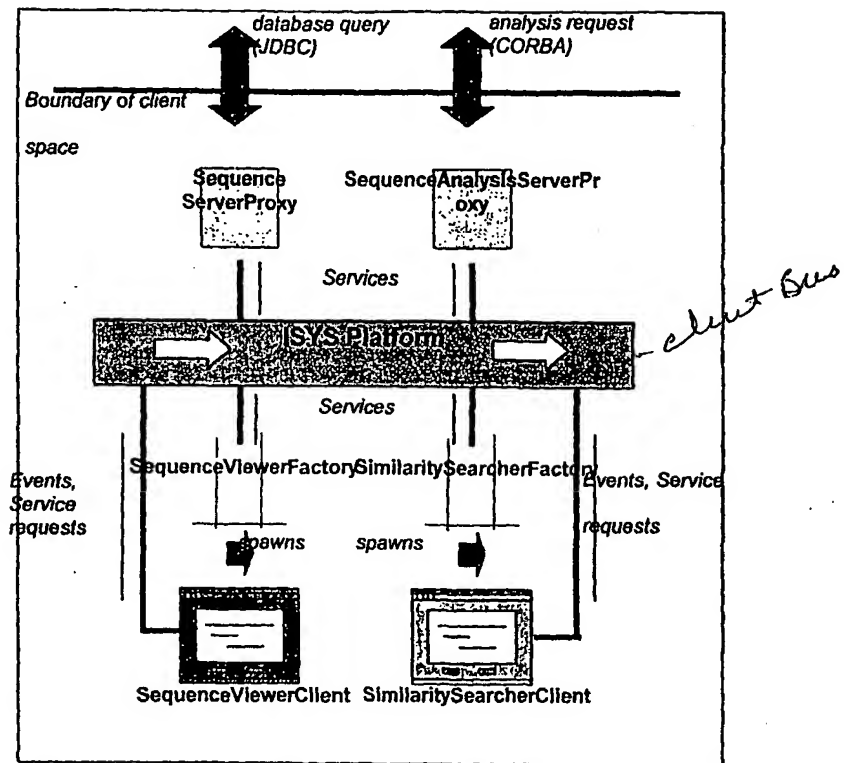 database query
(JDBC)
analysis request
(CORBA)
Boundary of client
space
Sequence
ServerProxy
SequenceAnalysisServerPr
oxy
Services
ISYS Platform
client Bus
Services
SequenceViewerFactory
SimilaritySearcherFactory
Events,
Service
requests
Events, Service
requests
spawns
spawns
SequenceViewerClient
SimilaritySearcherClient